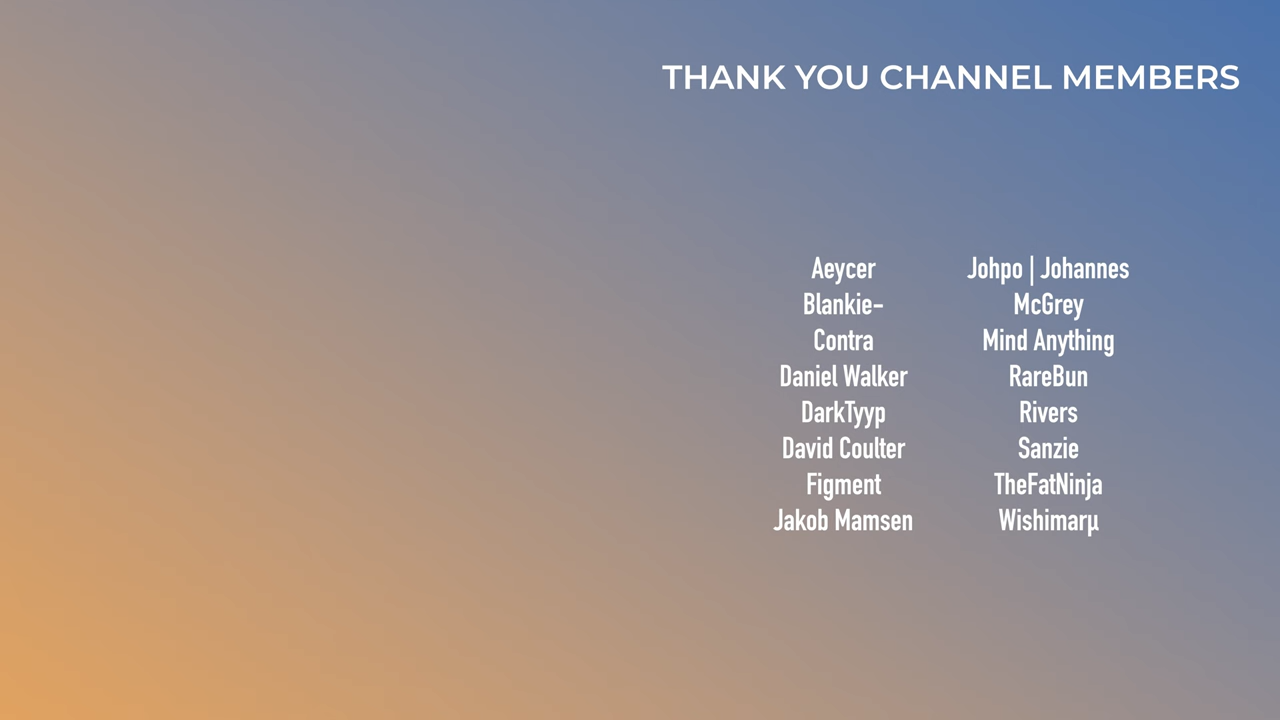 THANK YOU CHANNEL MEMBERS
Aeycer
Blankie-
Contra
Daniel Walker
DarkTyyp
David Coulter
Figment
Jakob Mamsen
Johpo | Johannes
McGrey
Mind Anything
RareBun
Rivers
Sanzie
TheFatNinja
Wishimarμ